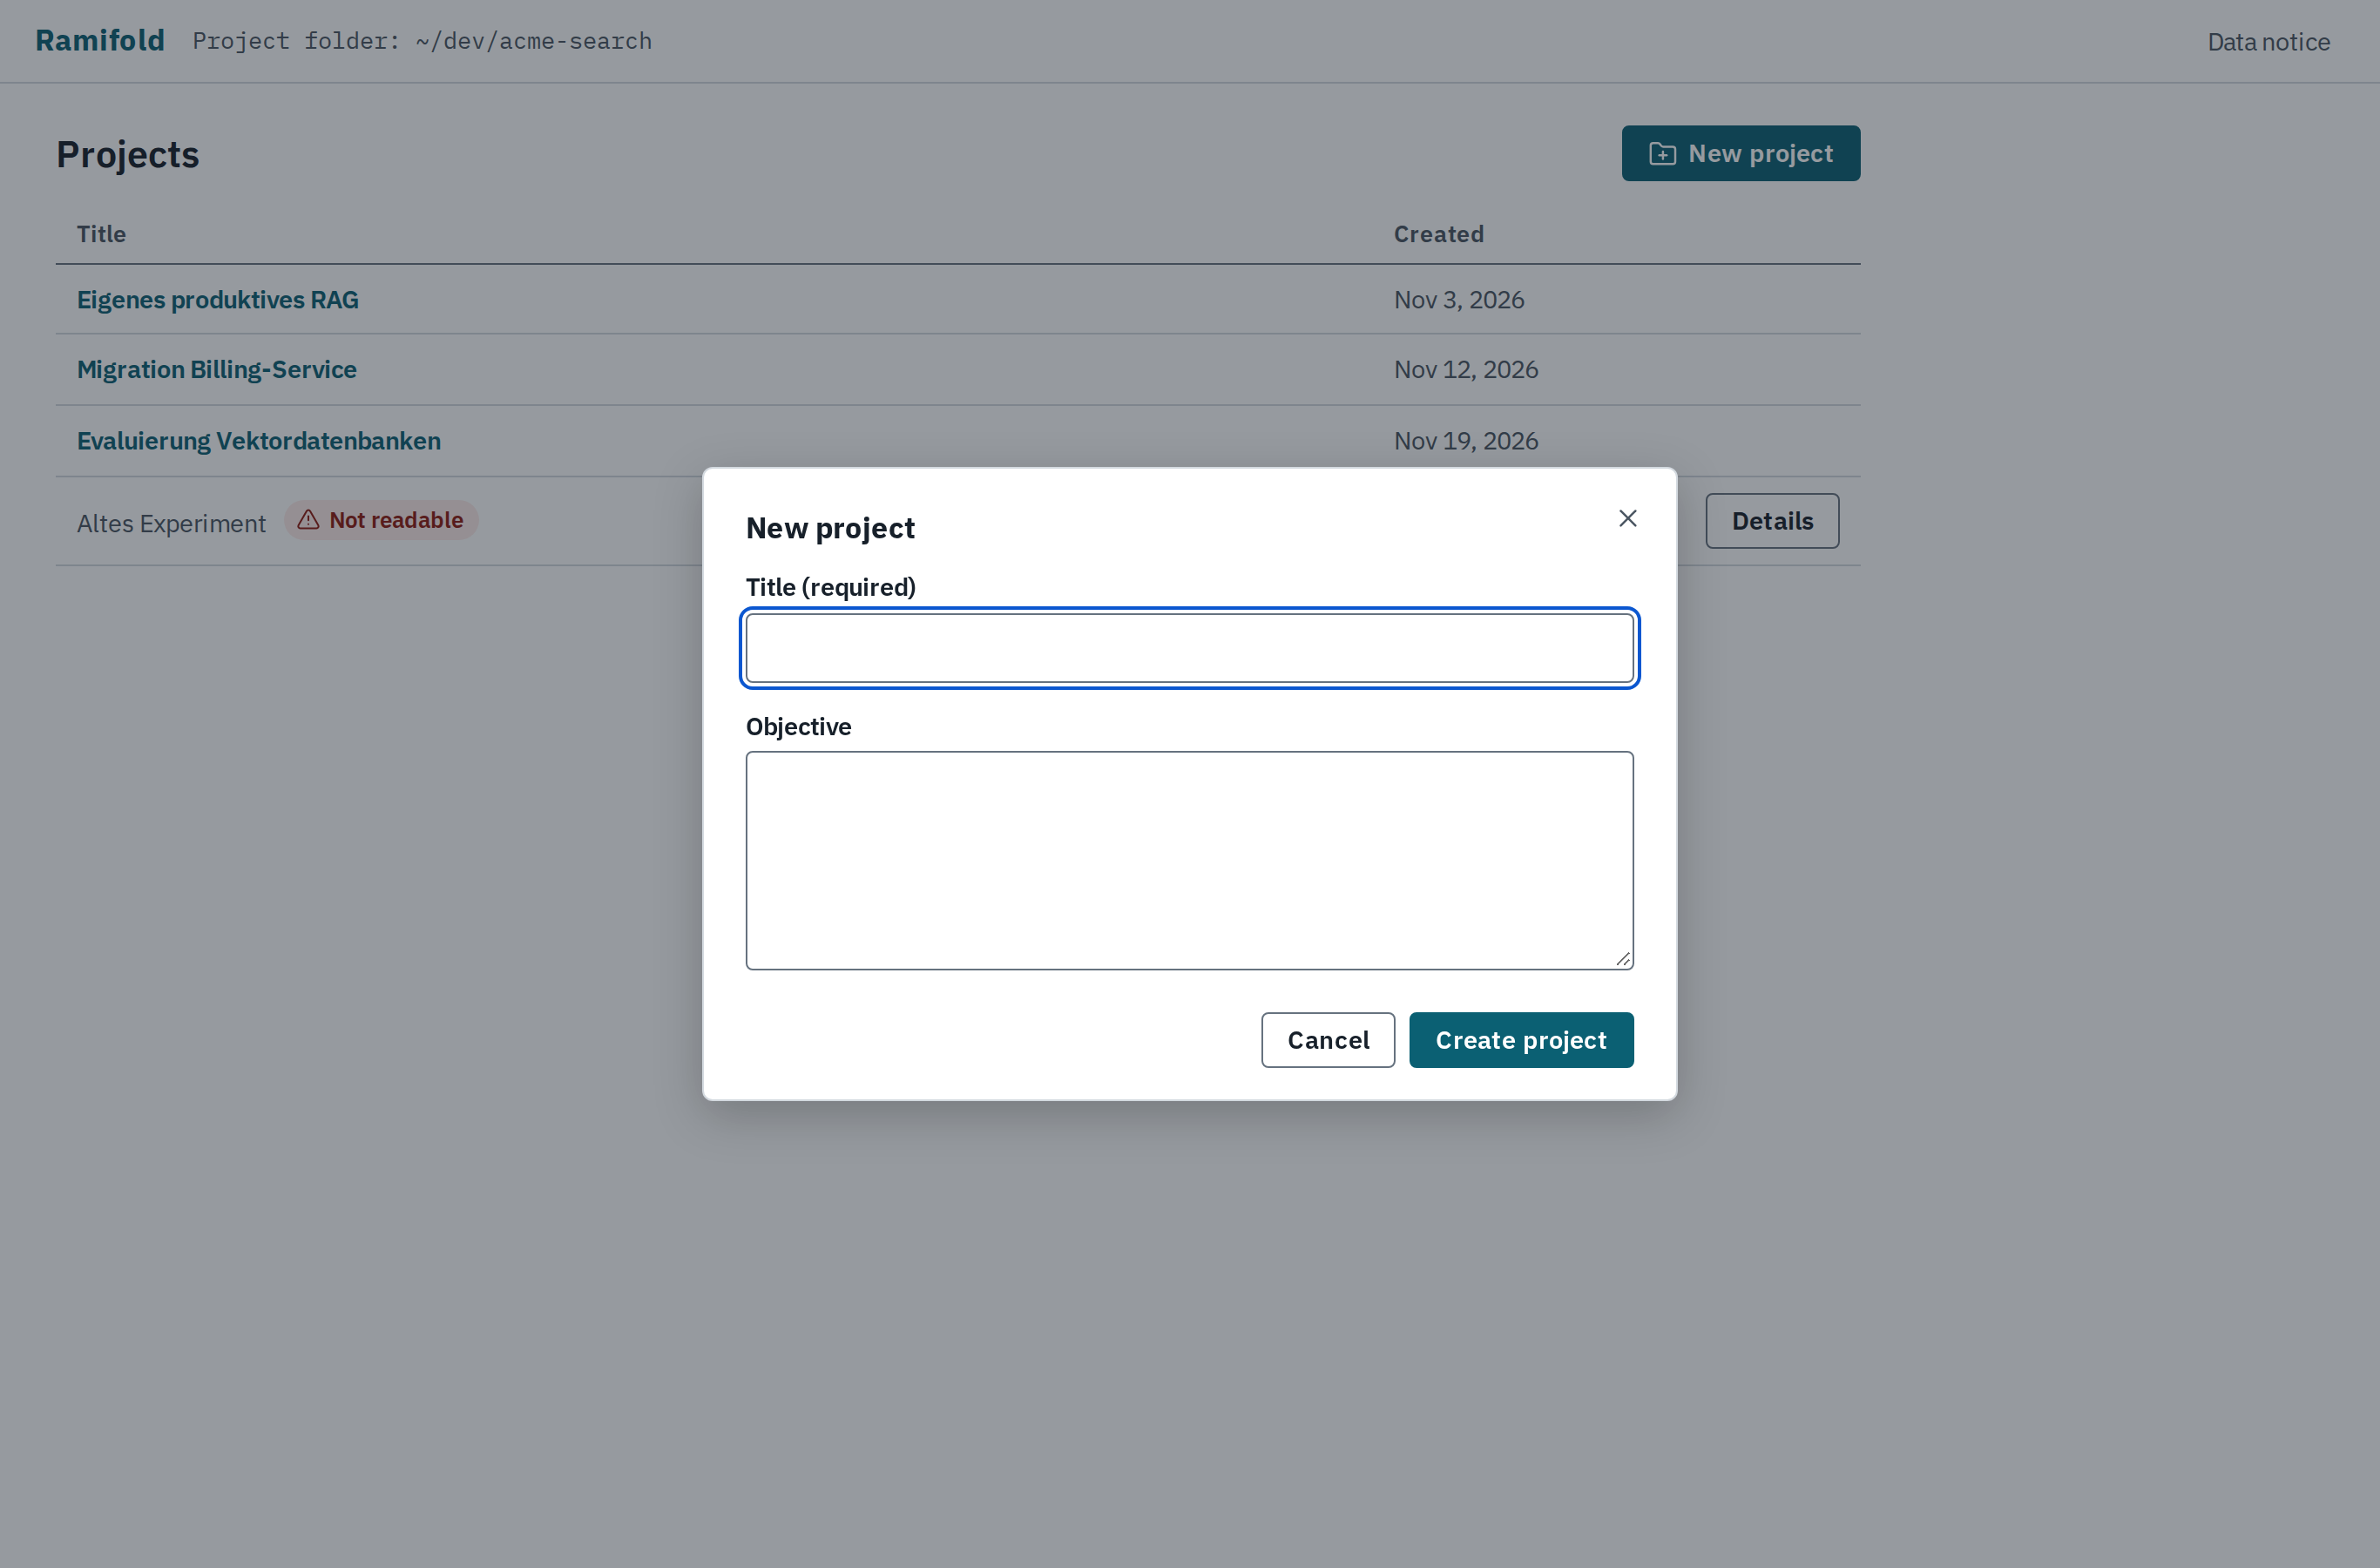 Ramifold Project folder: ~/dev/acme-search Data notice
Projects New project
Title Created
Eigenes produktives RAG Nov 3, 2026
Migration Billing-Service Nov 12, 2026
Evaluierung Vektordatenbanken Nov 19, 2026
Altes Experiment Not readable Details
New project
Title (required)
Objective
Cancel Create project